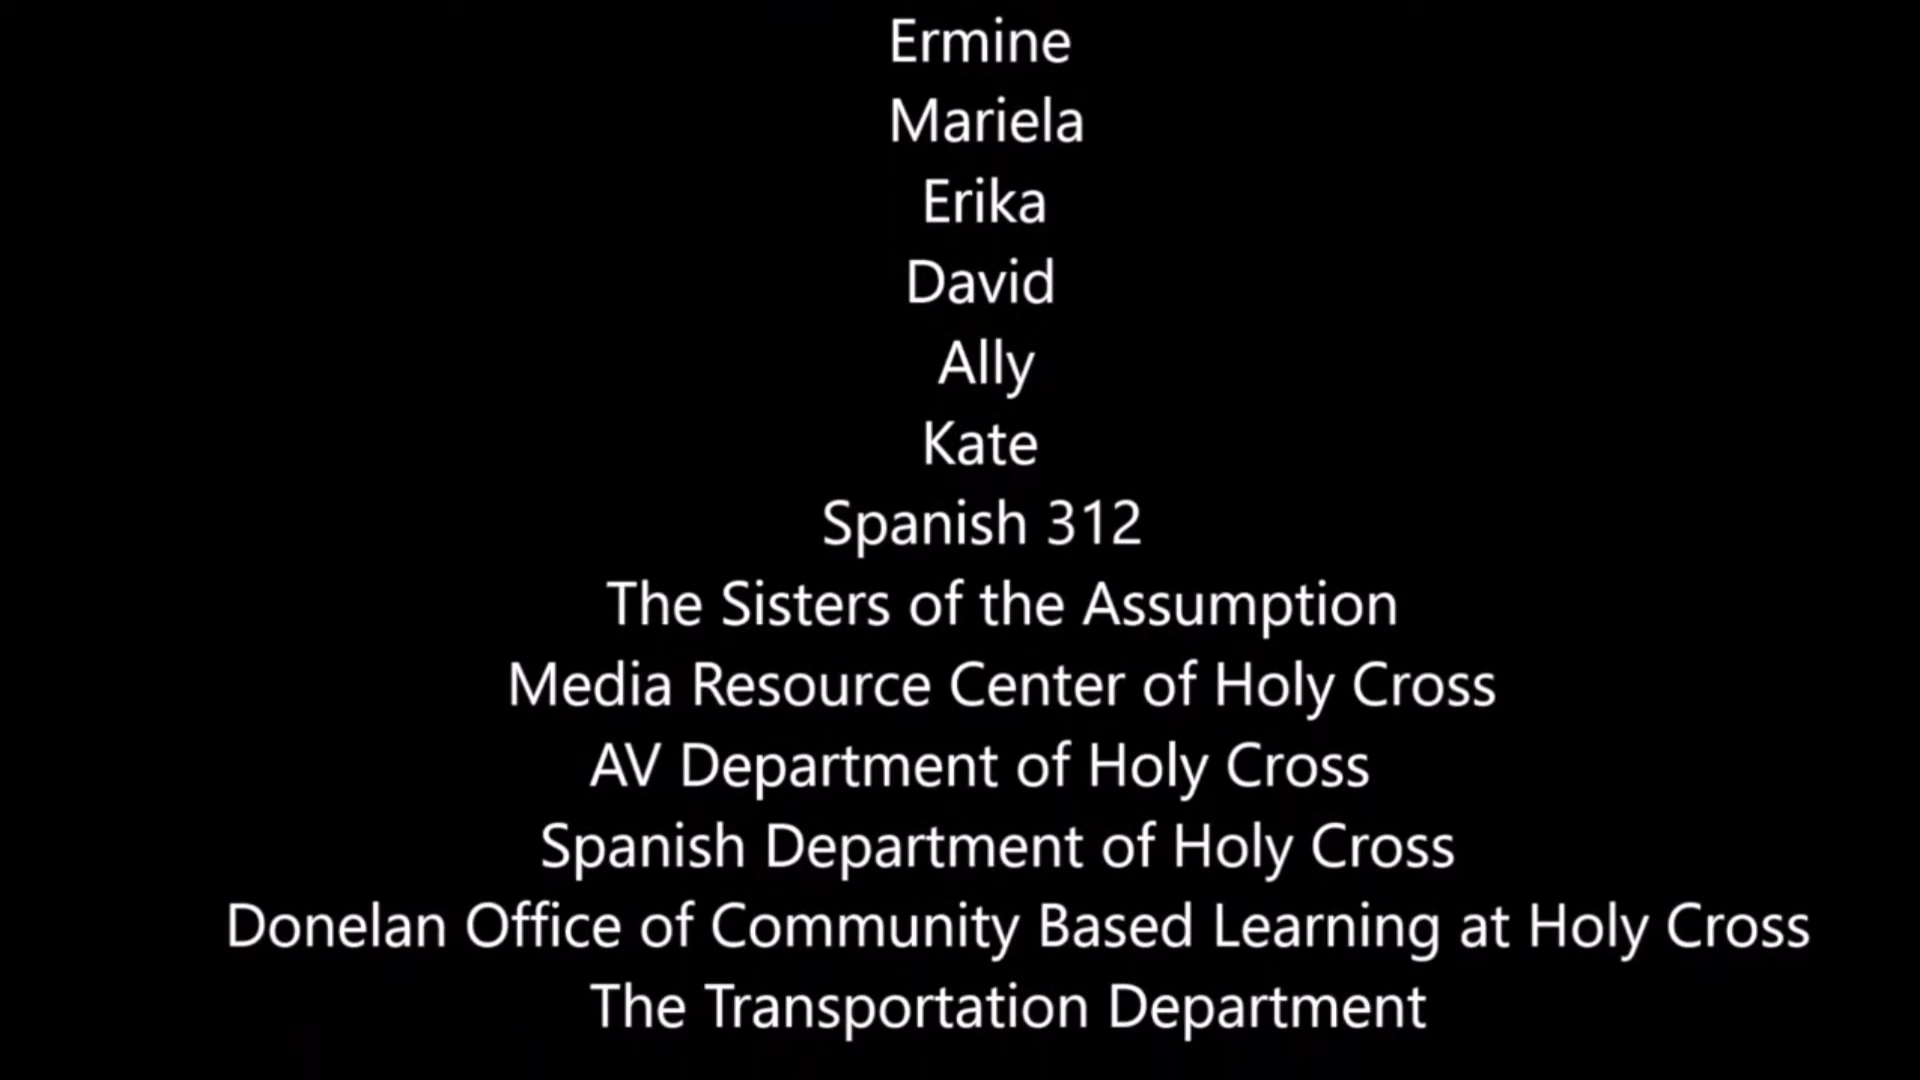 Ermine
Mariela
Erika
David
Ally
Kate
Spanish 312
The Sisters of the Assumption
Media Resource Center of Holy Cross
AV Department of Holy Cross
Spanish Department of Holy Cross
Donelan Office of Community Based Learning at Holy Cross
The Transportation Department